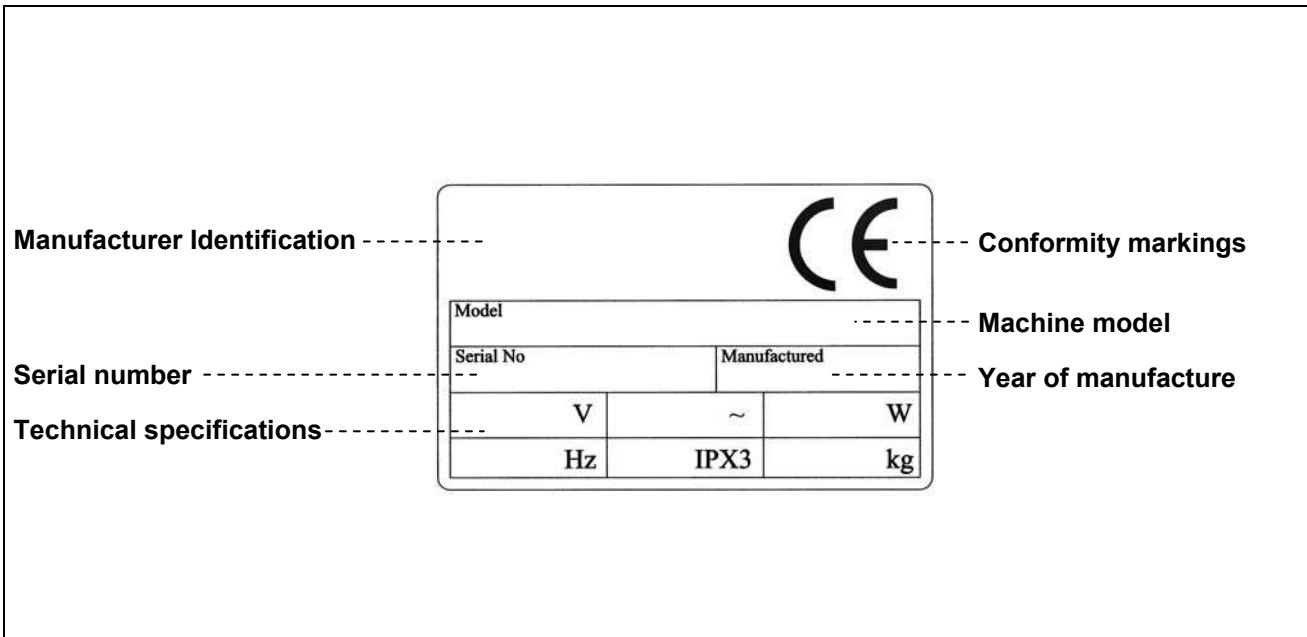 CE
Manufacturer Identification
Conformity markings
Model
Machine model
Serial No
Manufactured
Serial number
Year of manufacture
V
~
W
Technical specifications
Hz
IPX3
kg